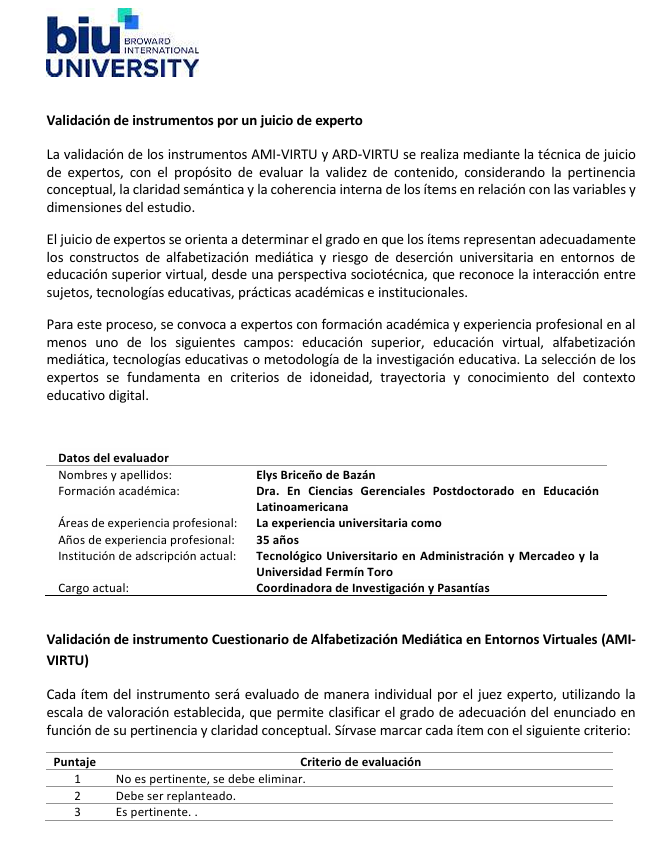 biu BROWARD
INTERNATIONAL
UNIVERSITY
Validación de instrumentos por un juicio de experto
La validación de los instrumentos AMI-VIRTU y ARD-VIRTU se realiza mediante la técnica de juicio
de expertos, con el propósito de evaluar la validez de contenido, considerando la pertinencia
conceptual, la claridad semántica y la coherencia interna de los ítems en relación con las variables y
dimensiones del estudio.
El juicio de expertos se orienta a determinar el grado en que los ítems representan adecuadamente
los constructos de alfabetización mediática y riesgo de deserción universitaria en entornos de
educación superior virtual, desde una perspectiva sociotécnica, que reconoce la interacción entre
sujetos, tecnologías educativas, prácticas académicas e institucionales.
Para este proceso, se convoca a expertos con formación académica y experiencia profesional en al
menos uno de los siguientes campos: educación superior, educación virtual, alfabetización
mediática, tecnologías educativas o metodología de la investigación educativa. La selección de los
expertos se fundamenta en criterios de idoneidad, trayectoria y conocimiento del contexto
educativo digital.
Datos del evaluador
Nombres y apellidos: Elys Briceño de Bazán
Formación académica: Dra. En Ciencias Gerenciales Postdoctorado en Educación
Latinoamericana
Áreas de experiencia profesional: La experiencia universitaria como
Años de experiencia profesional: 35 años
Institución de adscripción actual: Tecnológico Universitario en Administración y Mercadeo y la
Universidad Fermín Toro
Cargo actual: Coordinadora de Investigación y Pasantías
Validación de instrumento Cuestionario de Alfabetización Mediática en Entornos Virtuales (AMI-
VIRTU)
Cada ítem del instrumento será evaluado de manera individual por el juez experto, utilizando la
escala de valoración establecida, que permite clasificar el grado de adecuación del enunciado en
función de su pertinencia y claridad conceptual. Sírvase marcar cada ítem con el siguiente criterio:
Puntaje Criterio de evaluación
1 No es pertinente, se debe eliminar.
2 Debe ser replanteado.
3 Es pertinente. .